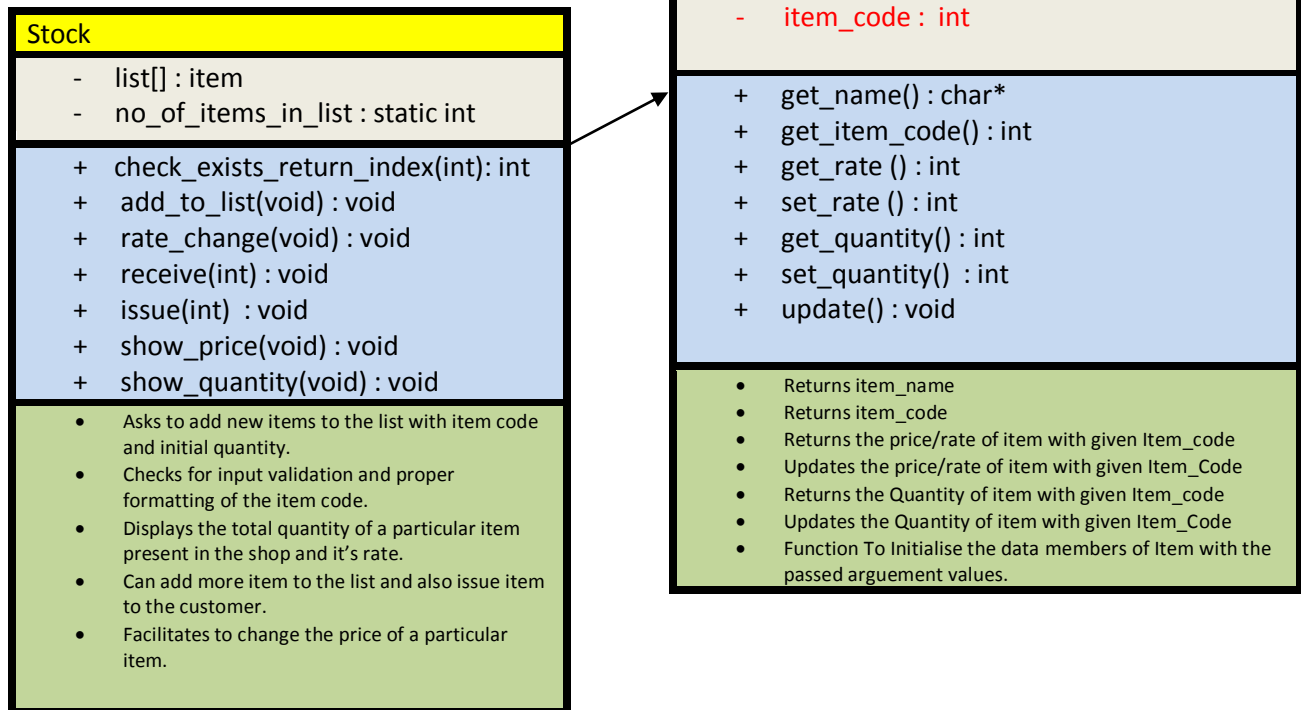 Stock
- list[] : item
- no_of_items_in_list : static int
+ check_exists_return_index(int): int
+ add_to_list(void) : void
+ rate_change(void) : void
+ receive(int) : void
+ issue(int) : void
+ show_price(void) : void
+ show_quantity(void) : void
• Asks to add new items to the list with item code
and initial quantity.
• Checks for input validation and proper
formatting of the item code.
• Displays the total quantity of a particular item
present in the shop and it's rate.
• Can add more item to the list and also issue item
to the customer.
• Facilitates to change the price of a particular
item.
- item_code : int
+ get_name() : char*
+ get_item_code() : int
+ get_rate () : int
+ set_rate () : int
+ get_quantity() : int
+ set_quantity() : int
+ update() : void
• Returns item_name
• Returns item_code
• Returns the price/rate of item with given Item_code
• Updates the price/rate of item with given Item_Code
• Returns the Quantity of item with given Item_code
• Updates the Quantity of item with given Item_Code
• Function To Initialise the data members of Item with the
passed arguement values.